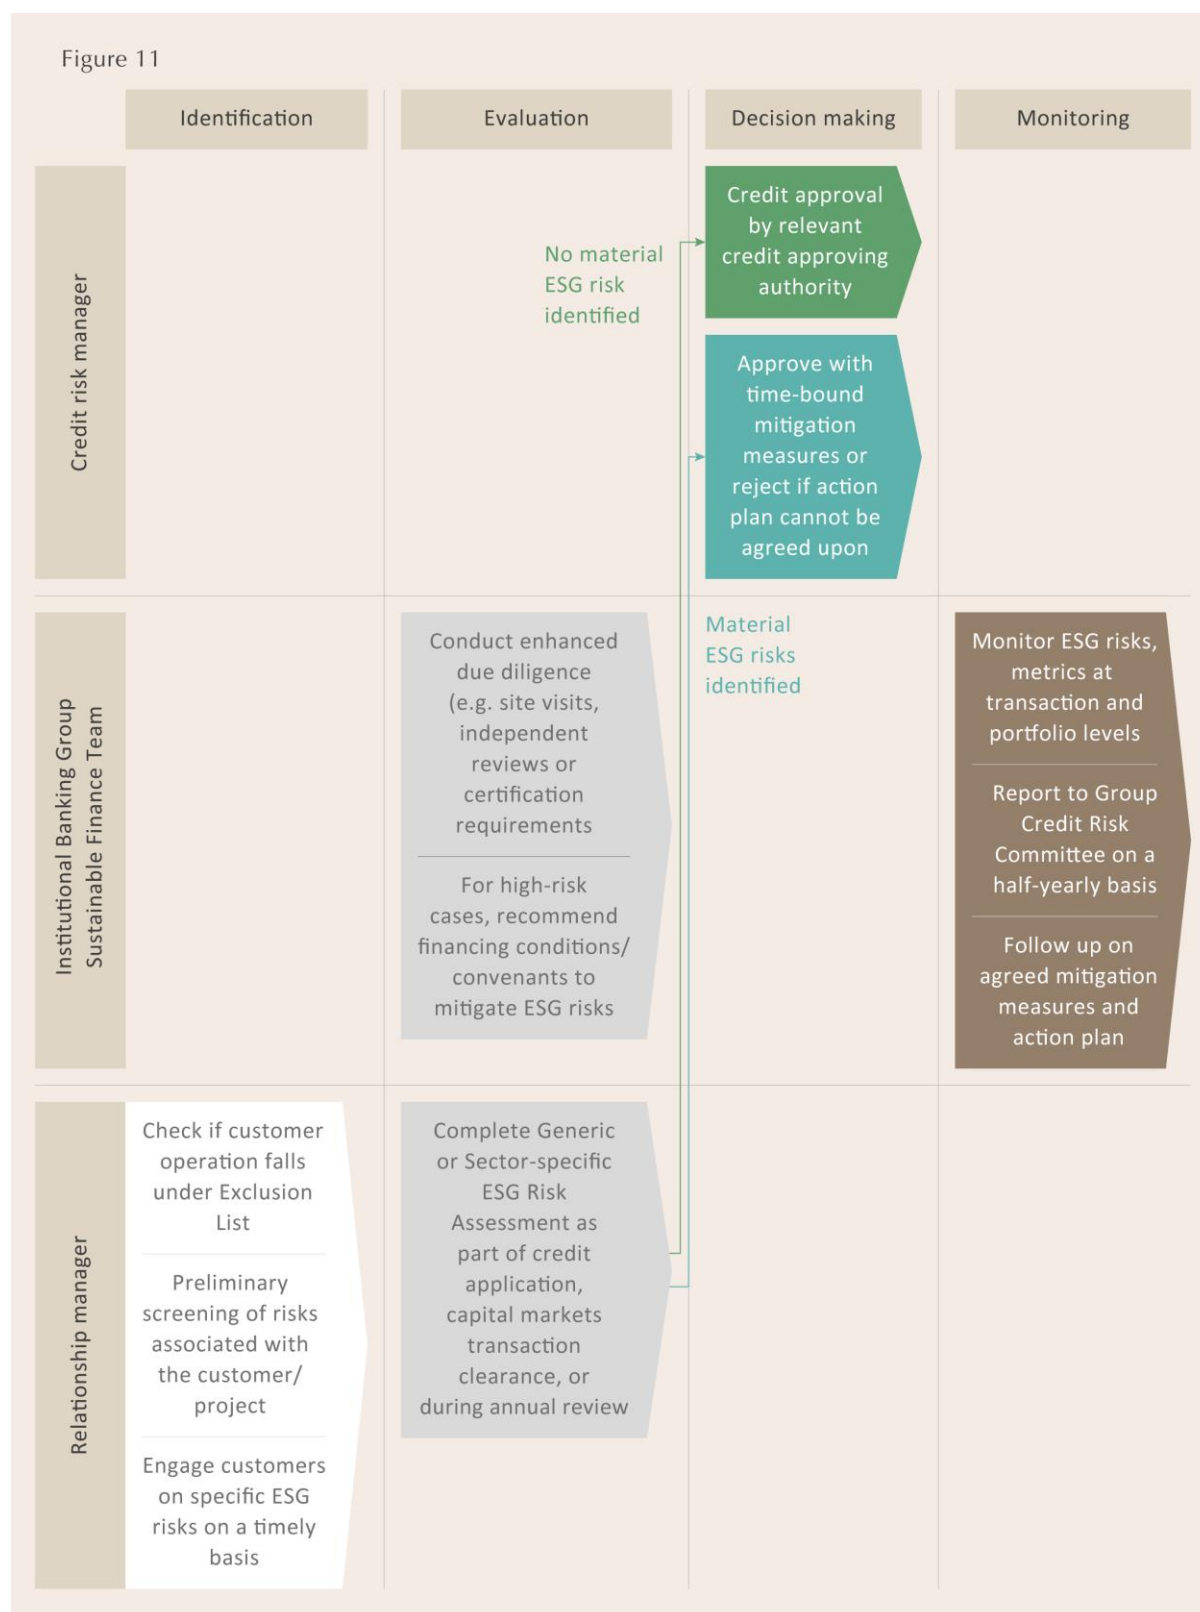 Figure 11
Identification
Evaluation
Decision making
Monitoring
Credit risk manager
No material
ESG risk
identified
Credit approval
by relevant
credit approving
authority
Approve with
time-bound
mitigation
measures or
reject if action
plan cannot be
agreed upon
Institutional Banking Group
Sustainable Finance Team
Conduct enhanced
due diligence
(e.g. site visits,
independent
reviews or
certification
requirements
For high-risk
cases, recommend
financing conditions/
convenants to
mitigate ESG risks
Material
ESG risks
identified
Monitor ESG risks,
metrics at
transaction and
portfolio levels
Report to Group
Credit Risk
Committee on a
half-yearly basis
Follow up on
agreed mitigation
measures and
action plan
Relationship manager
Check if customer
operation falls
under Exclusion
List
Preliminary
screening of risks
associated with
the customer/
project
Engage customers
on specific ESG
risks on a timely
basis
Complete Generic
or Sector-specific
ESG Risk
Assessment as
part of credit
application,
capital markets
transaction
clearance, or
during annual review